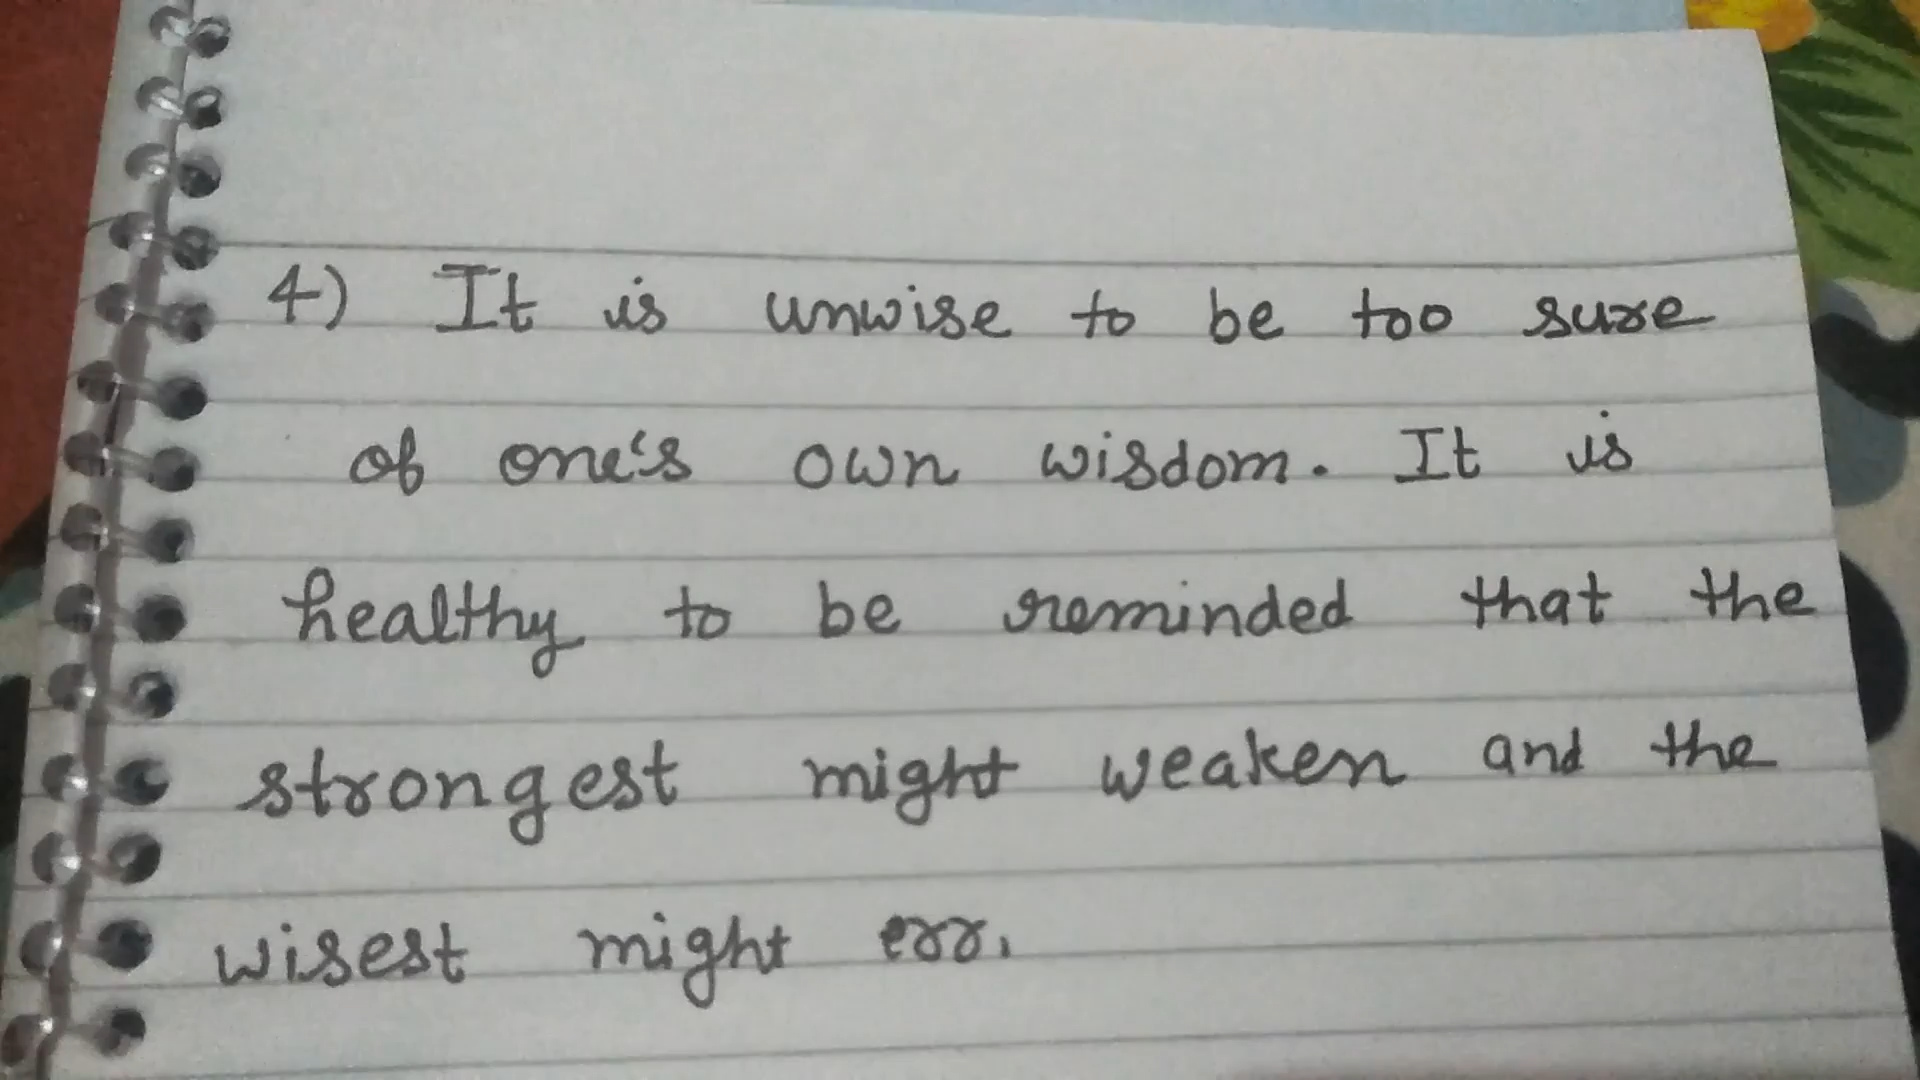 4) It is unwise to be too sure
of one's own wisdom. It is
healthy to be reminded that the
strongest might weaken and the
wisest might err.